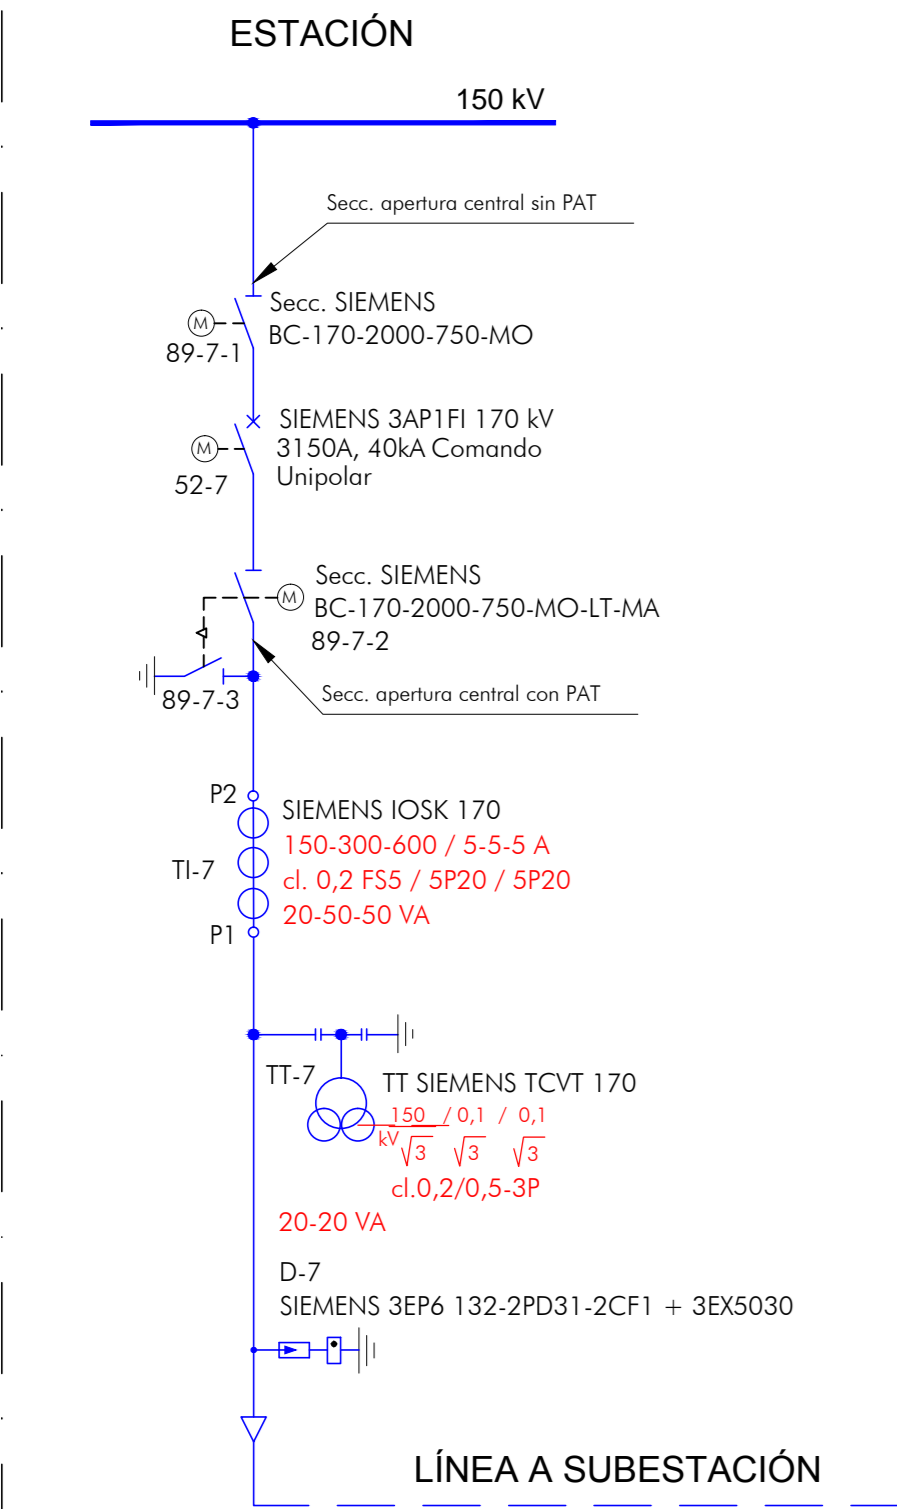 ESTACIÓN
150 kV
Secc. apertura central sin PAT
Secc. SIEMENS
M
BC-170-2000-750-MO
89-7-1
SIEMENS 3AP1FI 170 kV
M
3150A, 40kA Comando
Unipolar
52-7
Secc. SIEMENS
M
BC-170-2000-750-MO-LT-MA
89-7-2
89-7-3
Secc. apertura central con PAT
P2
SIEMENS IOSK 170
150-300-600 / 5-5-5 A
TI-7
cl. 0,2 FS5 / 5P20 / 5P20
20-50-50 VA
P1
TT-7
TT SIEMENS TCVT 170
150 / 0,1 / 0,1
kV √3 √3 √3
cl.0,2/0,5-3P
20-20 VA
D-7
SIEMENS 3EP6 132-2PD31-2CF1 + 3EX5030
LÍNEA A SUBESTACIÓN